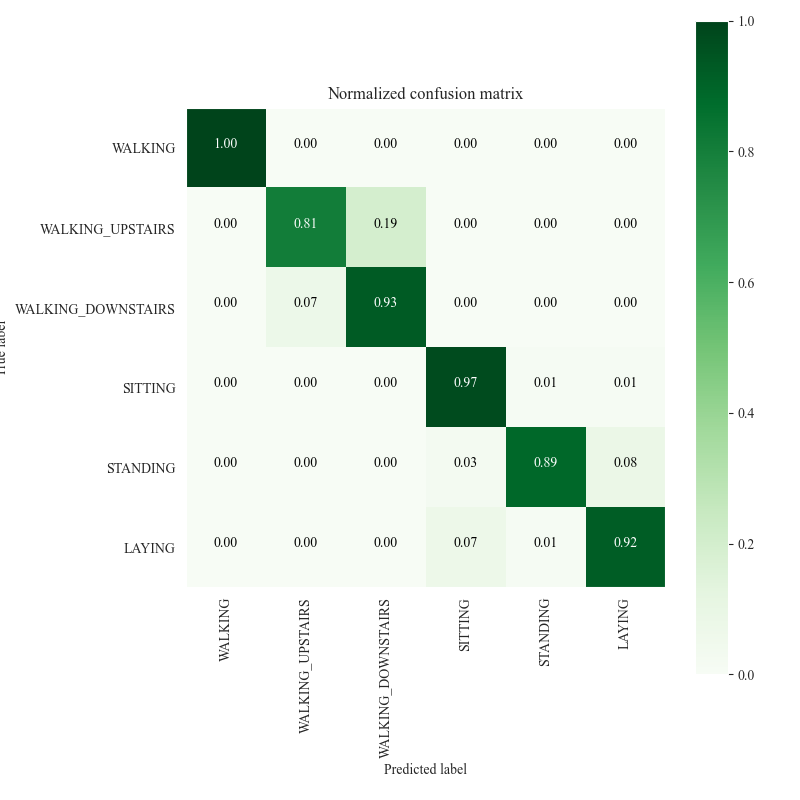 Normalized confusion matrix
WALKING 1.00 0.00 0.00 0.00 0.00 0.00
WALKING_UPSTAIRS 0.00 0.81 0.19 0.00 0.00 0.00
WALKING_DOWNSTAIRS 0.00 0.07 0.93 0.00 0.00 0.00
SITTING 0.00 0.00 0.00 0.97 0.01 0.01
STANDING 0.00 0.00 0.00 0.03 0.89 0.08
LAYING 0.00 0.00 0.00 0.07 0.01 0.92
WALKING
WALKING_UPSTAIRS
WALKING_DOWNSTAIRS
SITTING
STANDING
LAYING
Predicted label
True label
1.0
0.8
0.6
0.4
0.2
0.0